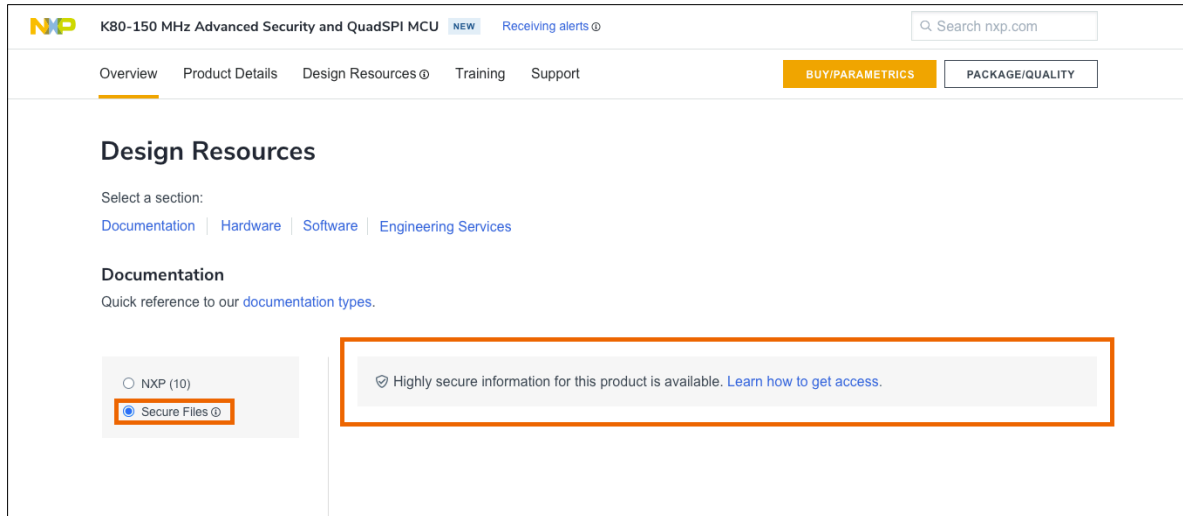 NXP K80-150 MHz Advanced Security and QuadSPI MCU NEW Receiving alerts Search nxp.com
Overview Product Details Design Resources Training Support BUY/PARAMETRICS PACKAGE/QUALITY
Design Resources
Select a section:
Documentation Hardware Software Engineering Services
Documentation
Quick reference to our documentation types.
NXP (10)
Highly secure information for this product is available. Learn how to get access.
Secure Files